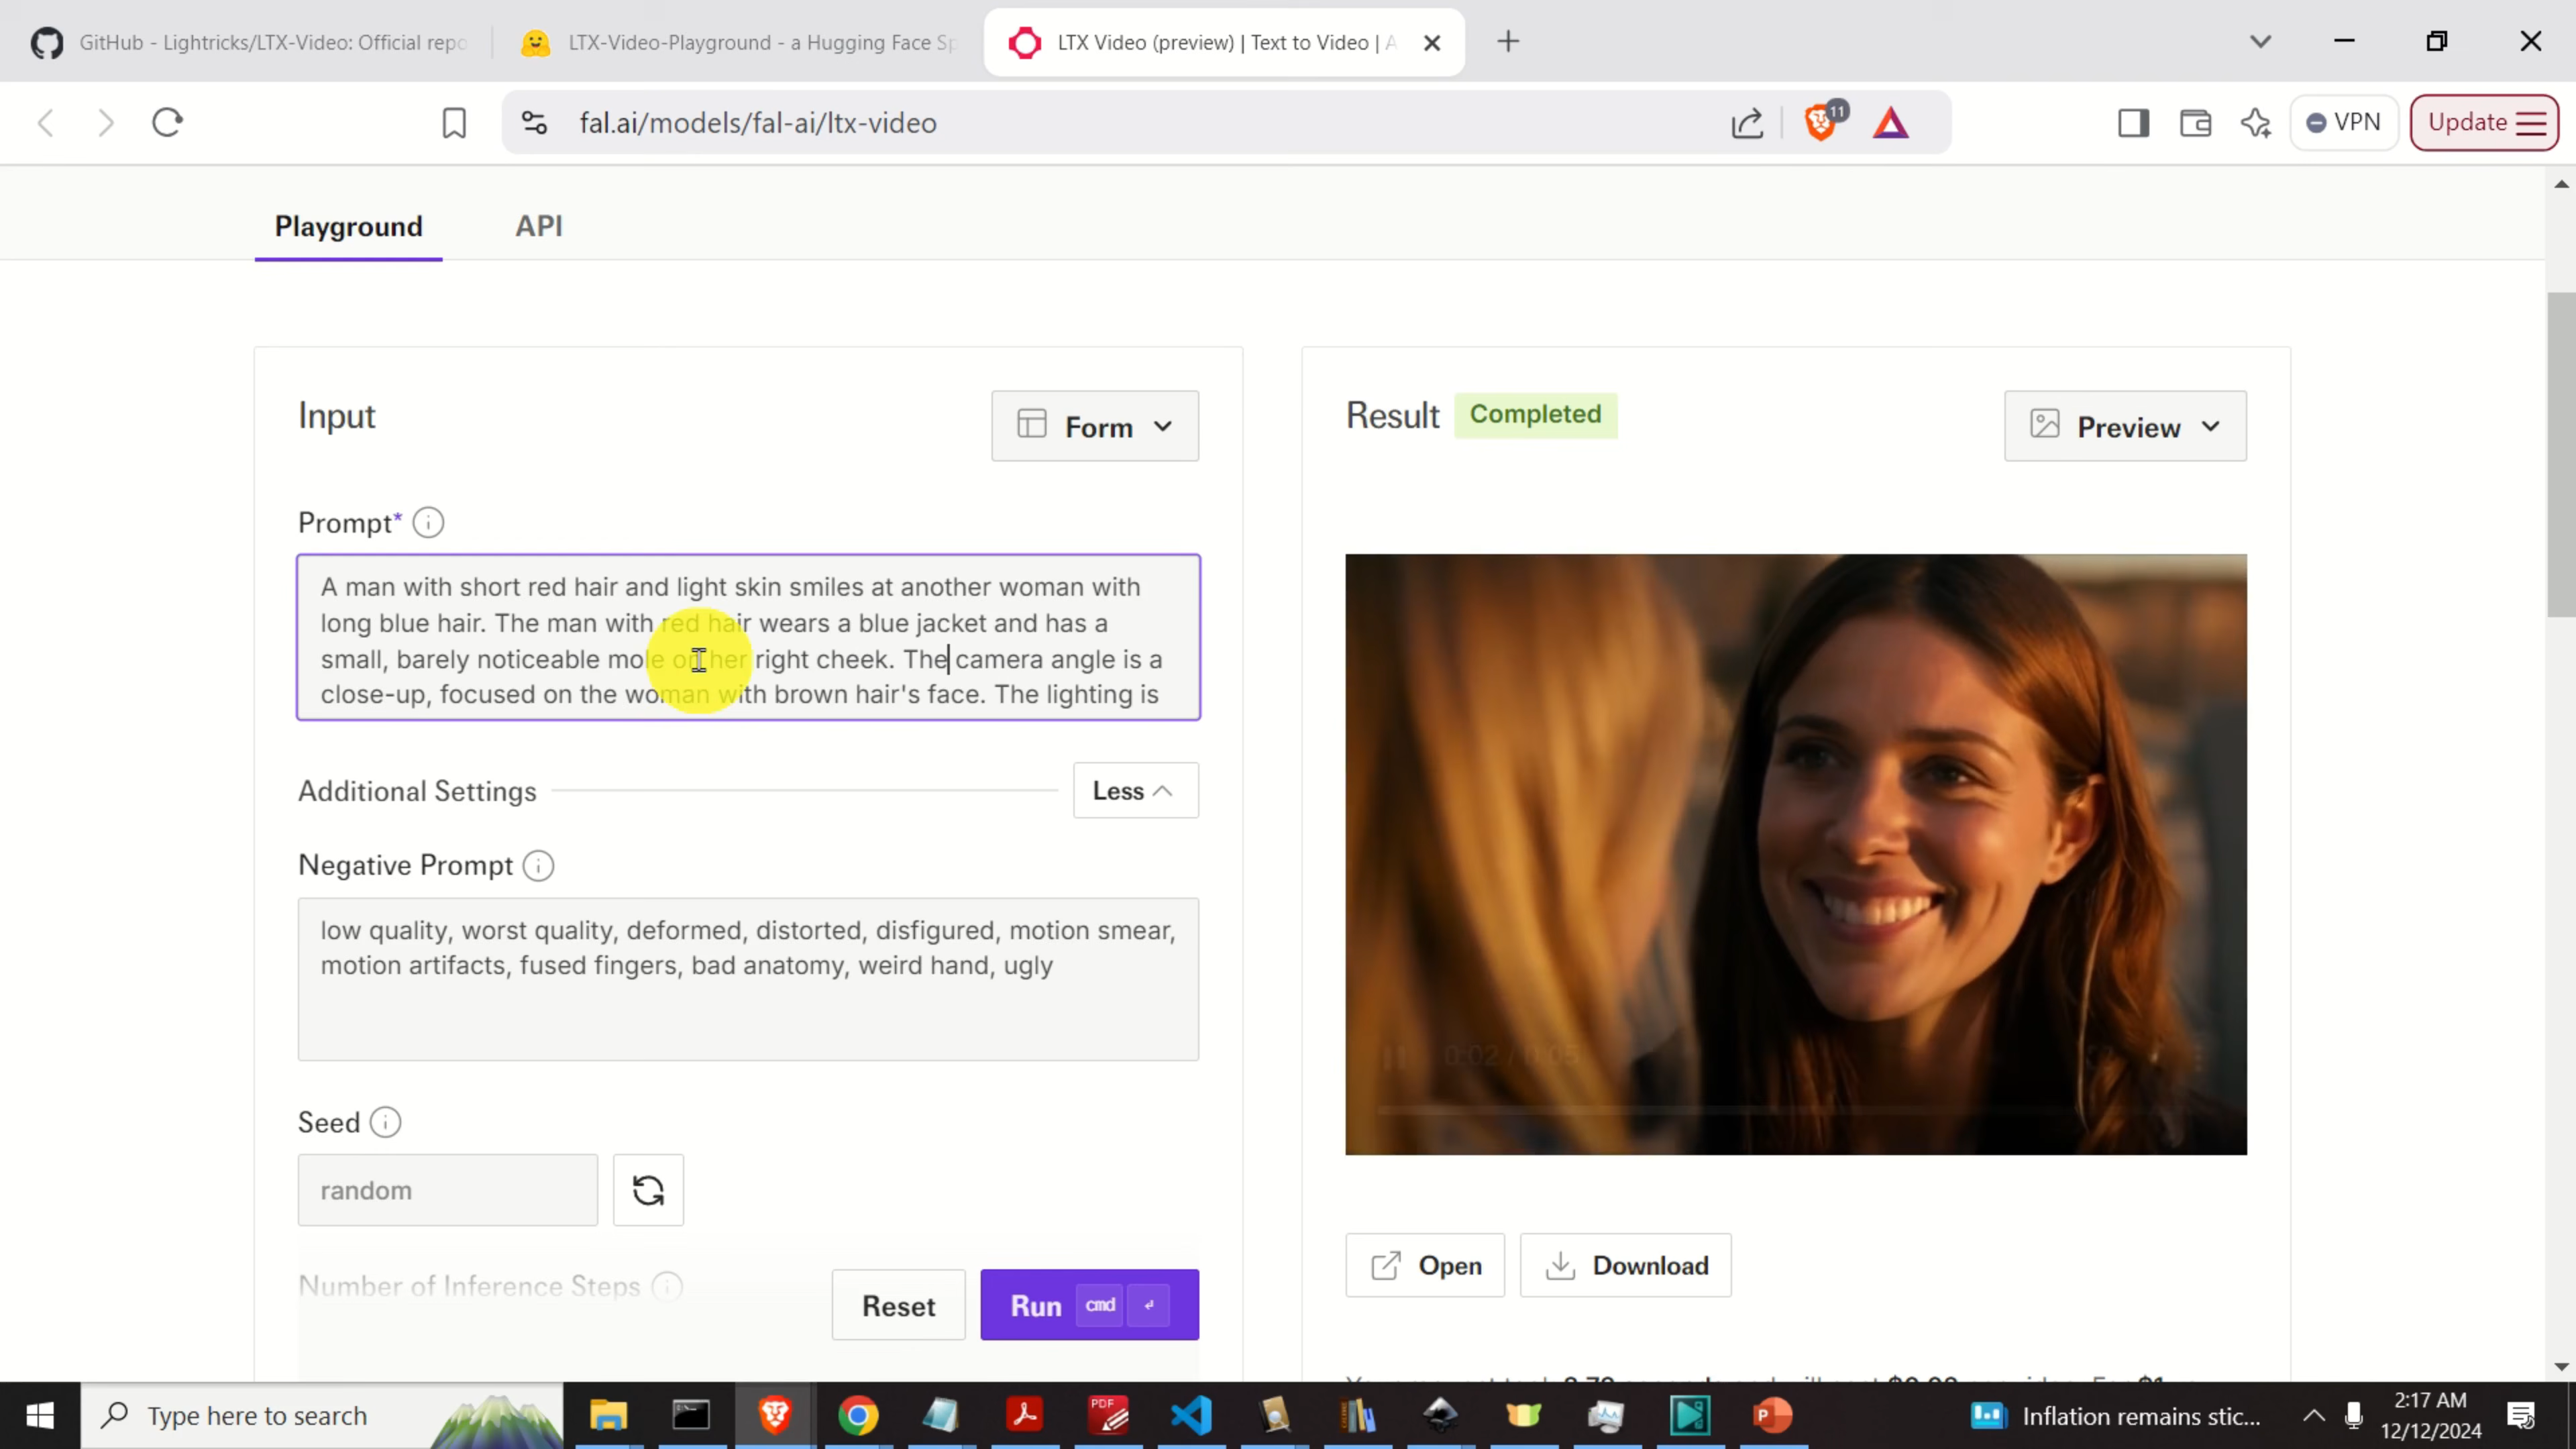 GitHub - Lightricks/LTX-Video: Official repo
LTX-Video-Playground - a Hugging Face Sp
LTX Video (preview) | Text to Video | A
fal.ai/models/fal-ai/ltx-video
11
VPN
Update
Playground
API
Input
Form
Prompt*
A man with short red hair and light skin smiles at another woman with
long blue hair. The man with red hair wears a blue jacket and has a
small, barely noticeable mole on her right cheek. The camera angle is a
close-up, focused on the woman with brown hair's face. The lighting is
Additional Settings
Less
Negative Prompt
low quality, worst quality, deformed, distorted, disfigured, motion smear,
motion artifacts, fused fingers, bad anatomy, weird hand, ugly
Seed
random
Number of Inference Steps
Reset
Run cmd
Result
Completed
Preview
0:02 / 0:05
Open
Download
Type here to search
PDF
Inflation remains stic...
2:17 AM
12/12/2024